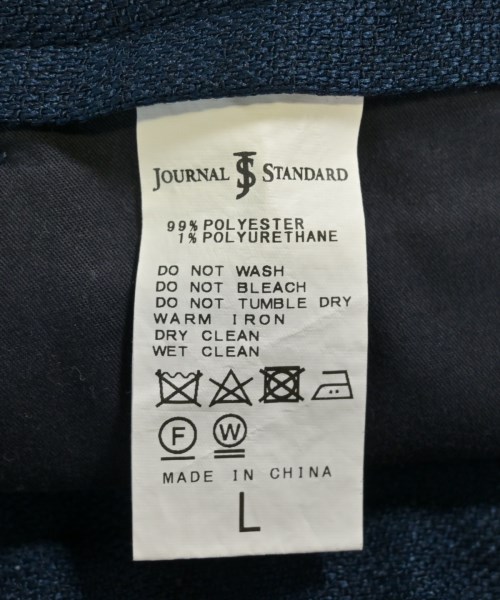 JOURNAL JS STANDARD
99% POLYESTER
1% POLYURETHANE
DO NOT WASH
DO NOT BLEACH
DO NOT TUMBLE DRY
WARM IRON
DRY CLEAN
WET CLEAN
F W
MADE IN CHINA
L